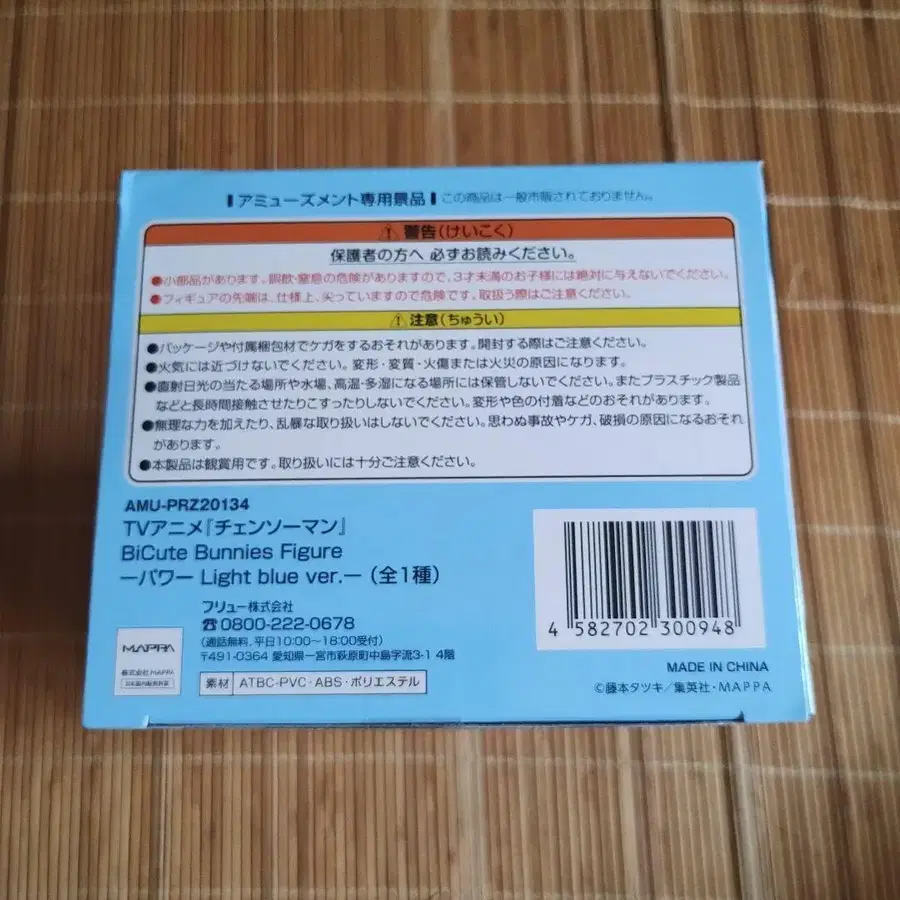 アミューズメント専用景品 この商品は一般市販されておりません。
⚠警告(けいこく)
保護者の方へ 必ずお読みください。
●小部品があります。誤飲・窒息の危険がありますので、3才未満のお子様には絶対に与えないでください。
●フィギュアの先端は、仕様上、尖っていますので危険です。取扱う際はご注意ください。
⚠注意(ちゅうい)
●パッケージや付属梱包材でケガをするおそれがあります。開封する際はご注意ください。
●火気には近づけないでください。変形・変質・火傷または火災の原因になります。
●直射日光の当たる場所や水場、高温・多湿になる場所には保管しないでください。またプラスチック製品
などと長時間接触させたりこすったりしないでください。変形や色の付着などのおそれがあります。
●無理な力を加えたり、乱暴な取り扱いはしないでください。思わぬ事故やケガ、破損の原因になるおそれ
があります。
●本製品は観賞用です。取り扱いには十分ご注意ください。
AMU-PRZ20134
TVアニメ『チェンソーマン』
BiCute Bunnies Figure
ーパワー Light blue ver.ー(全1種)
フリュー株式会社
☎0800-222-0678
(通話無料、平日10:00〜18:00受付)
〒491-0364 愛知県一宮市萩原町中島字流3-1 4階
MAPPA
株式会社MAPPA
素材 ATBC-PVC・ABS・ポリエステル
4 582702 300948
MADE IN CHINA
©藤本タツキ/集英社・MAPPA